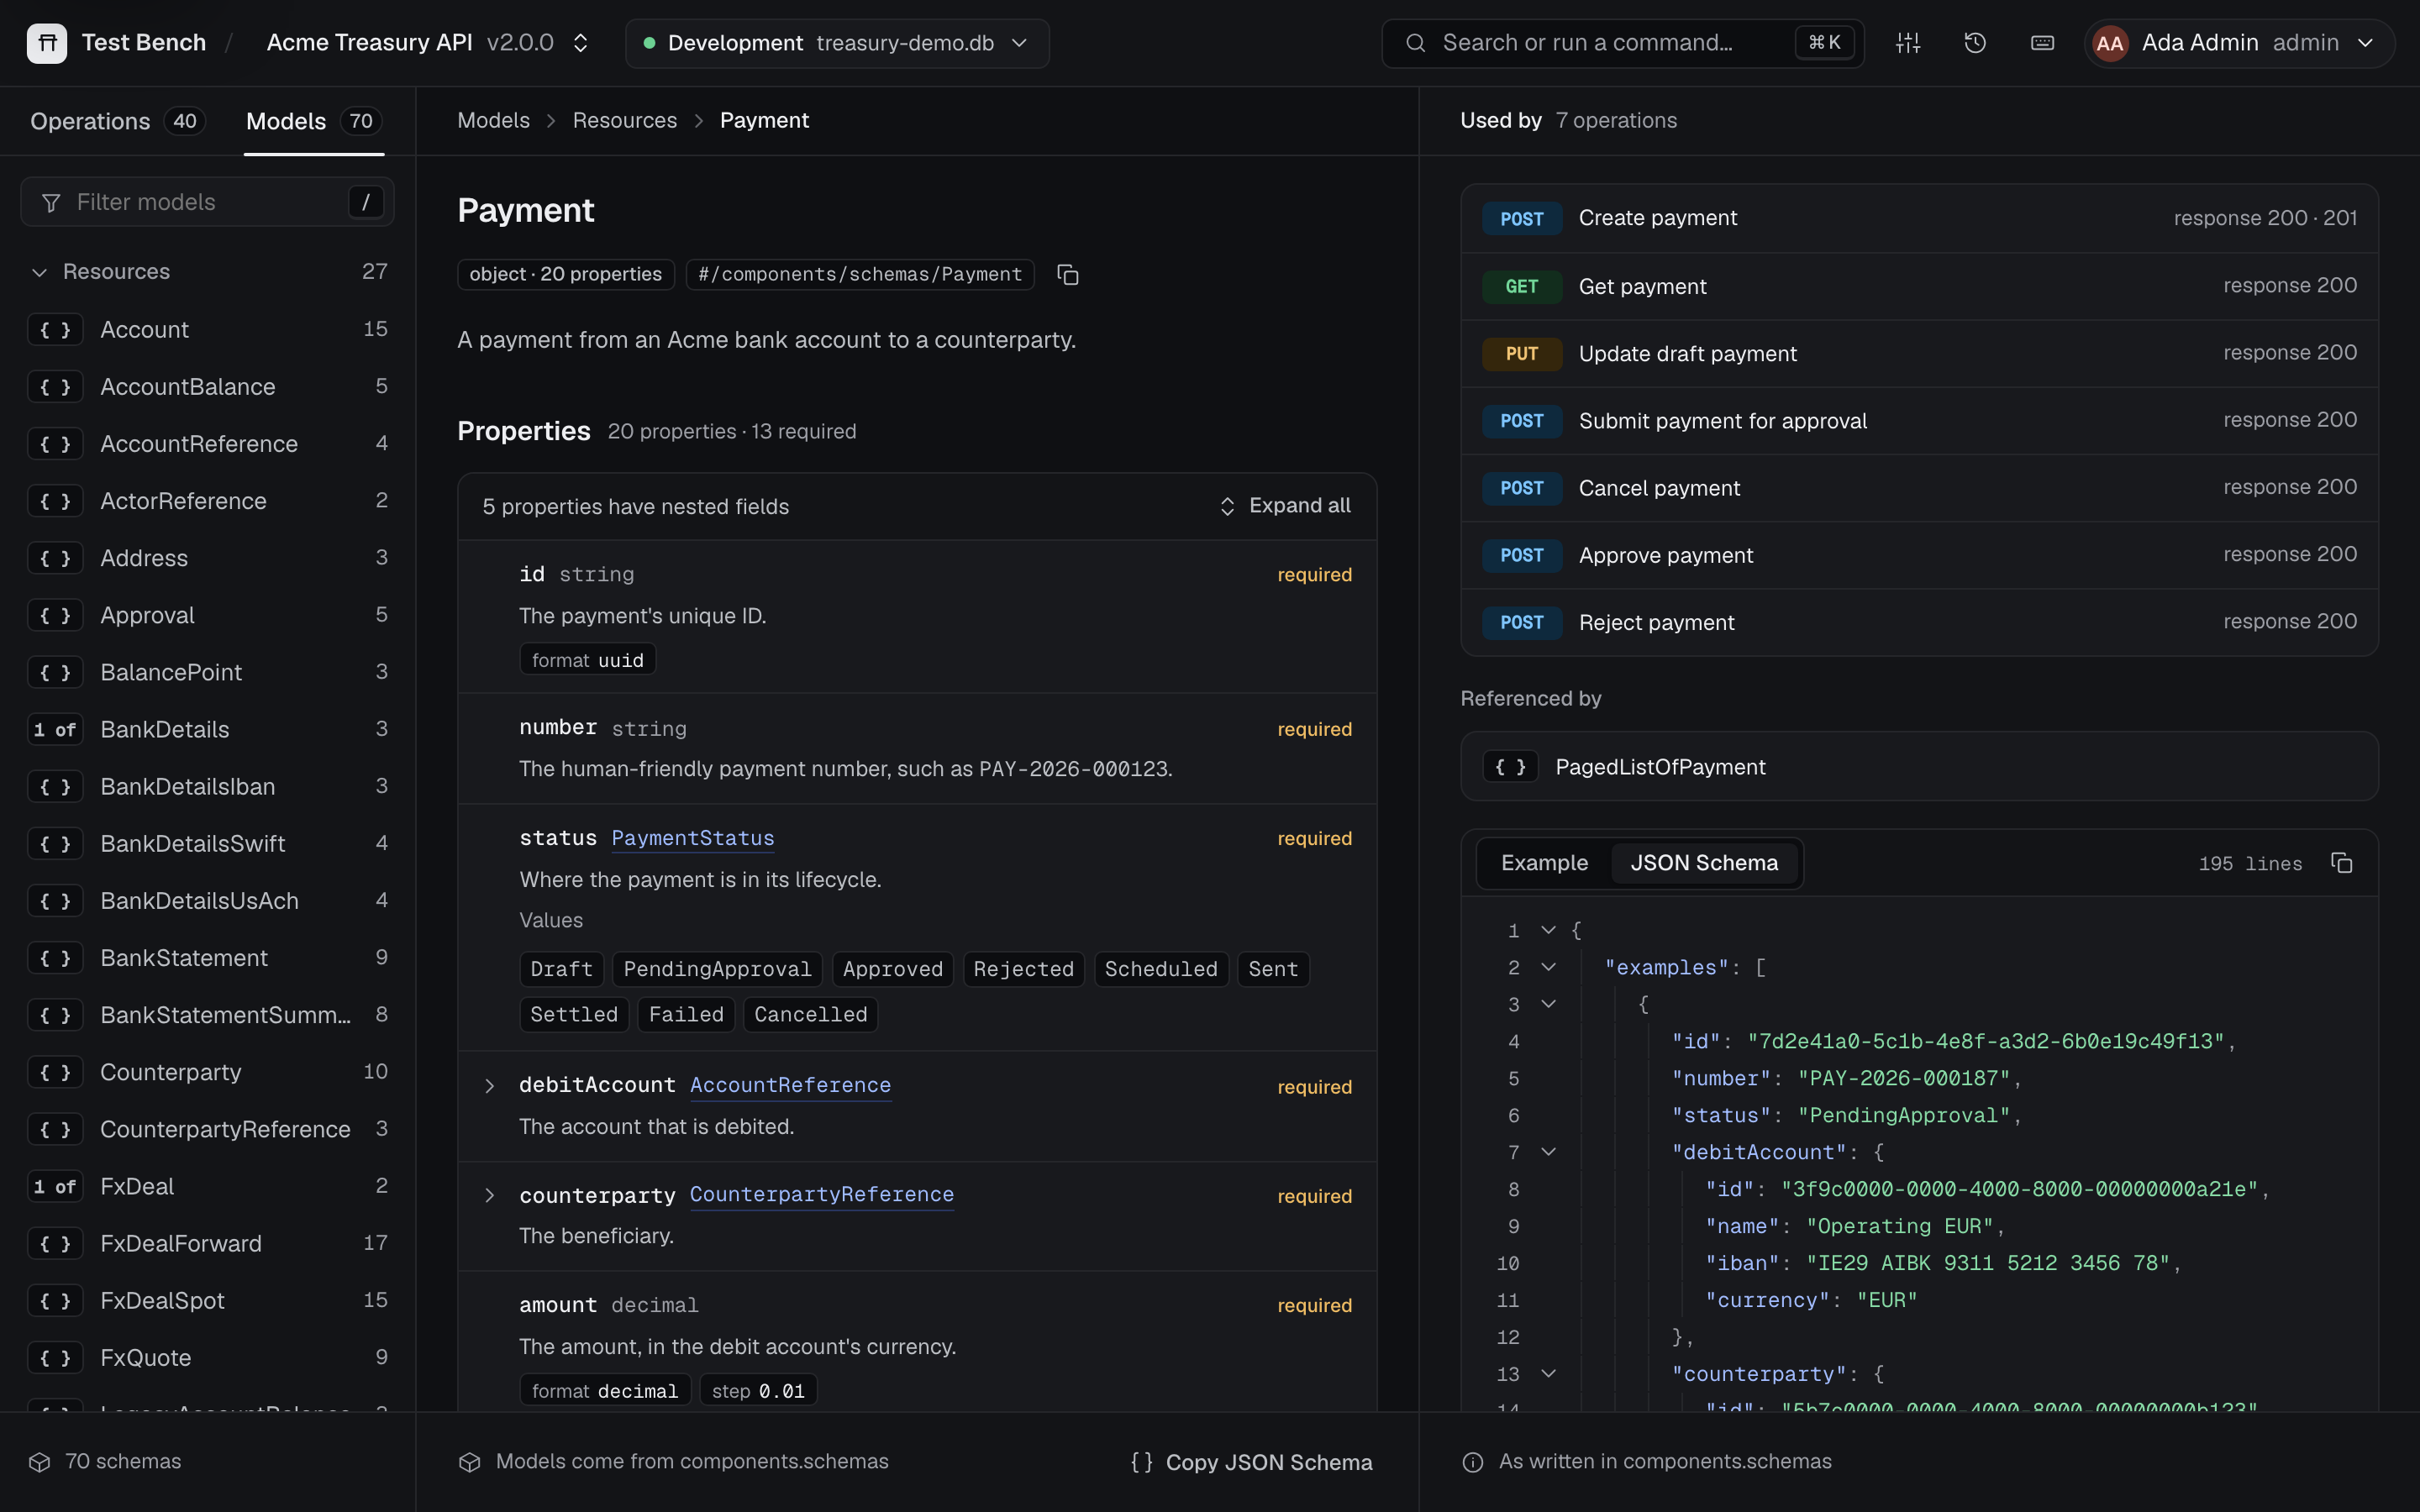 Test Bench / Acme Treasury API v2.0.0
Development treasury-demo.db
Search or run a command... ⌘K
AA Ada Admin admin
Operations 40 Models 70
Filter models /
Resources 27
{ } Account 15
{ } AccountBalance 5
{ } AccountReference 4
{ } ActorReference 2
{ } Address 3
{ } Approval 5
{ } BalancePoint 3
1 of BankDetails 3
{ } BankDetailsIban 3
{ } BankDetailsSwift 4
{ } BankDetailsUsAch 4
{ } BankStatement 9
{ } BankStatementSumm... 8
{ } Counterparty 10
{ } CounterpartyReference 3
1 of FxDeal 2
{ } FxDealForward 17
{ } FxDealSpot 15
{ } FxQuote 9
70 schemas
Models > Resources > Payment
Payment
object · 20 properties #/components/schemas/Payment
A payment from an Acme bank account to a counterparty.
Properties 20 properties · 13 required
5 properties have nested fields Expand all
id string required
The payment's unique ID.
format uuid
number string required
The human-friendly payment number, such as PAY-2026-000123.
status PaymentStatus required
Where the payment is in its lifecycle.
Values
Draft PendingApproval Approved Rejected Scheduled Sent
Settled Failed Cancelled
debitAccount AccountReference required
The account that is debited.
counterparty CounterpartyReference required
The beneficiary.
amount decimal required
The amount, in the debit account's currency.
format decimal step 0.01
Models come from components.schemas {} Copy JSON Schema
Used by 7 operations
POST Create payment response 200 · 201
GET Get payment response 200
PUT Update draft payment response 200
POST Submit payment for approval response 200
POST Cancel payment response 200
POST Approve payment response 200
POST Reject payment response 200
Referenced by
{ } PagedListOfPayment
Example JSON Schema 195 lines
1 {
2 "examples": [
3 {
4 "id": "7d2e41a0-5c1b-4e8f-a3d2-6b0e19c49f13",
5 "number": "PAY-2026-000187",
6 "status": "PendingApproval",
7 "debitAccount": {
8 "id": "3f9c0000-0000-4000-8000-00000000a21e",
9 "name": "Operating EUR",
10 "iban": "IE29 AIBK 9311 5212 3456 78",
11 "currency": "EUR"
12 },
13 "counterparty": {
14 "id": "5b7c0000-0000-4000-8000-00000000b123"
As written in components.schemas